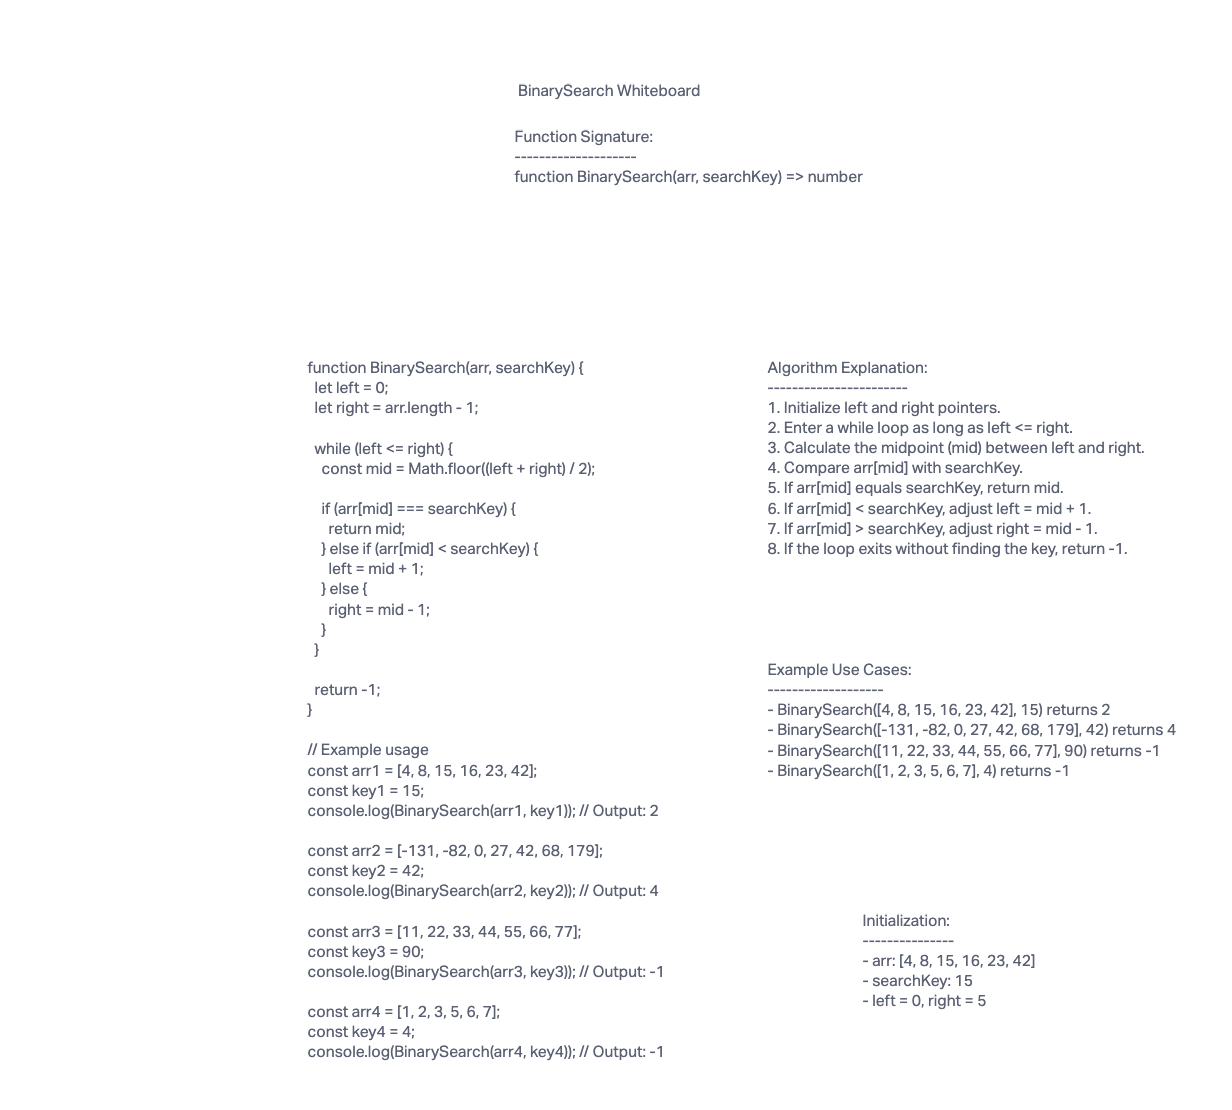 BinarySearch Whiteboard
Function Signature:
--------------------
function BinarySearch(arr, searchKey) => number
function BinarySearch(arr, searchKey) {
  let left = 0;
  let right = arr.length - 1;

  while (left <= right) {
    const mid = Math.floor((left + right) / 2);

    if (arr[mid] === searchKey) {
      return mid;
    } else if (arr[mid] < searchKey) {
      left = mid + 1;
    } else {
      right = mid - 1;
    }
  }

  return -1;
}

// Example usage
const arr1 = [4, 8, 15, 16, 23, 42];
const key1 = 15;
console.log(BinarySearch(arr1, key1)); // Output: 2

const arr2 = [-131, -82, 0, 27, 42, 68, 179];
const key2 = 42;
console.log(BinarySearch(arr2, key2)); // Output: 4

const arr3 = [11, 22, 33, 44, 55, 66, 77];
const key3 = 90;
console.log(BinarySearch(arr3, key3)); // Output: -1

const arr4 = [1, 2, 3, 5, 6, 7];
const key4 = 4;
console.log(BinarySearch(arr4, key4)); // Output: -1
Algorithm Explanation:
-----------------------
1. Initialize left and right pointers.
2. Enter a while loop as long as left <= right.
3. Calculate the midpoint (mid) between left and right.
4. Compare arr[mid] with searchKey.
5. If arr[mid] equals searchKey, return mid.
6. If arr[mid] < searchKey, adjust left = mid + 1.
7. If arr[mid] > searchKey, adjust right = mid - 1.
8. If the loop exits without finding the key, return -1.
Example Use Cases:
-------------------
- BinarySearch([4, 8, 15, 16, 23, 42], 15) returns 2
- BinarySearch([-131, -82, 0, 27, 42, 68, 179], 42) returns 4
- BinarySearch([11, 22, 33, 44, 55, 66, 77], 90) returns -1
- BinarySearch([1, 2, 3, 5, 6, 7], 4) returns -1
Initialization:
---------------
- arr: [4, 8, 15, 16, 23, 42]
- searchKey: 15
- left = 0, right = 5